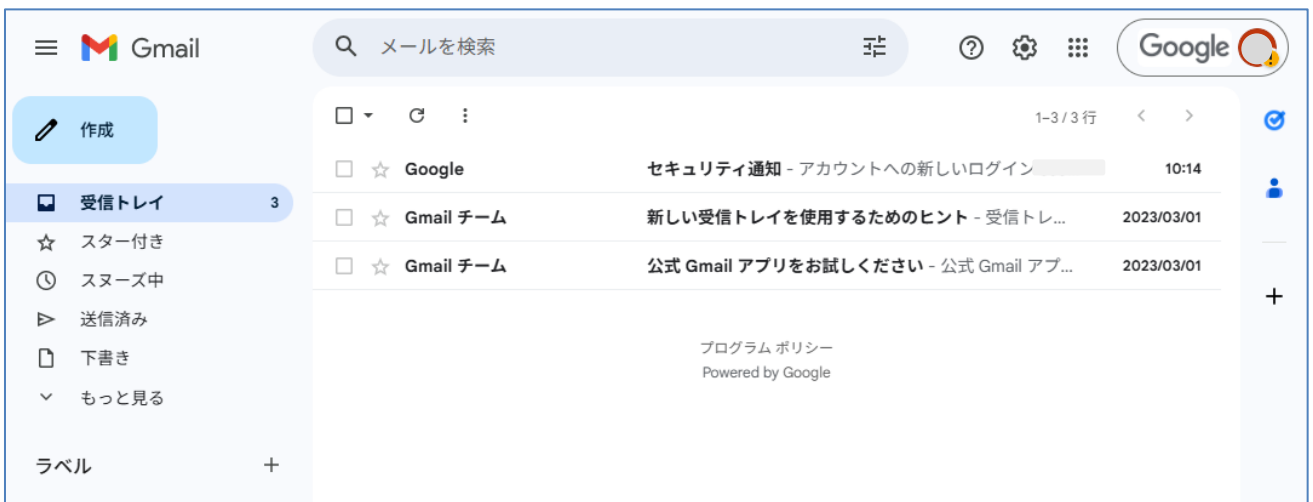 Gmail
メールを検索
Google
作成
1–3 / 3 行
Google セキュリティ通知 - アカウントへの新しいログイン 10:14
受信トレイ 3
Gmail チーム 新しい受信トレイを使用するためのヒント - 受信トレ... 2023/03/01
スター付き
Gmail チーム 公式 Gmail アプリをお試しください - 公式 Gmail アプ... 2023/03/01
スヌーズ中
送信済み
下書き
もっと見る
プログラム ポリシー
Powered by Google
ラベル